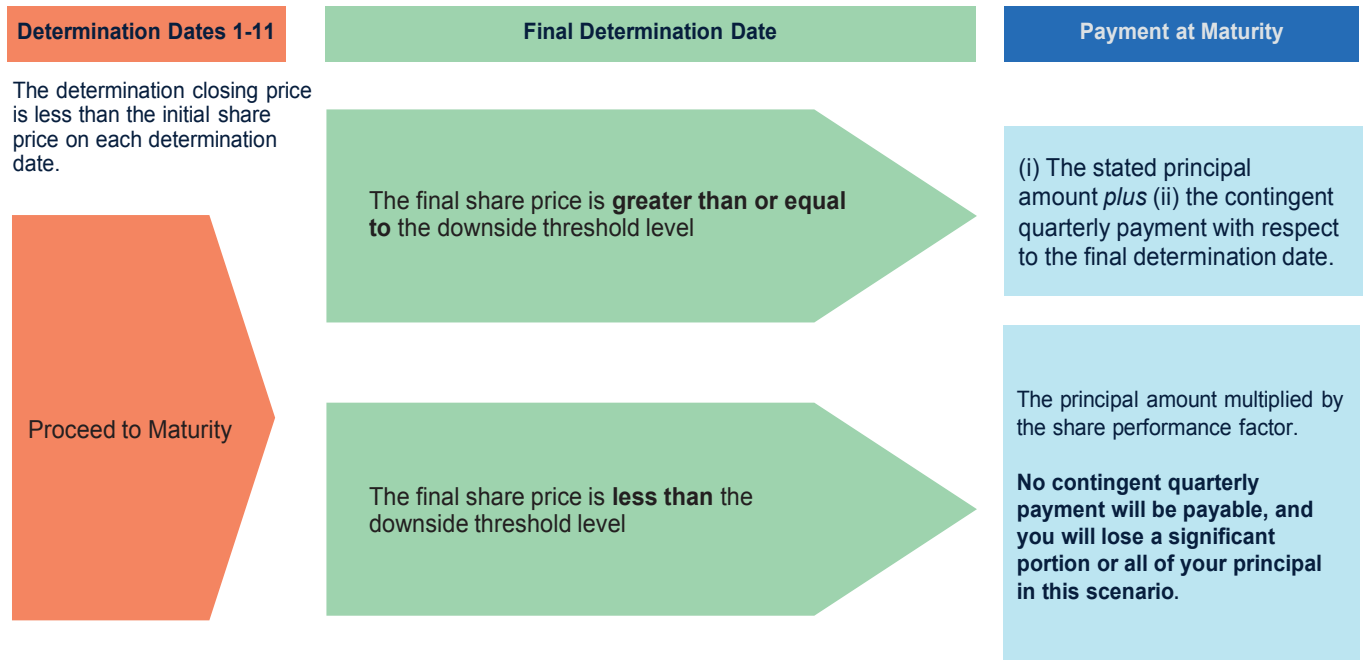 Determination Dates 1-11
Final Determination Date
Payment at Maturity
The determination closing price
is less than the initial share
price on each determination
date.
Proceed to Maturity
The final share price is greater than or equal
to the downside threshold level
(i) The stated principal
amount plus (ii) the contingent
quarterly payment with respect
to the final determination date.
The final share price is less than the
downside threshold level
The principal amount multiplied by
the share performance factor.
No contingent quarterly
payment will be payable, and
you will lose a significant
portion or all of your principal
in this scenario.